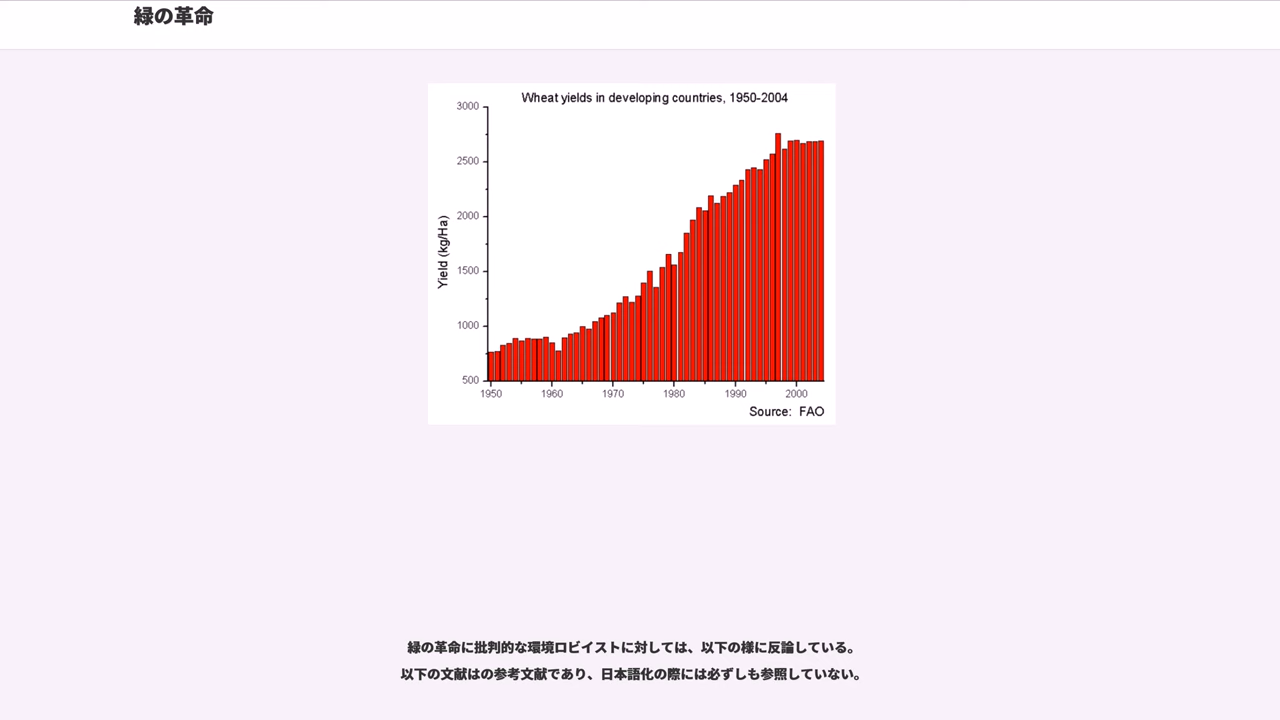 緑の革命
Wheat yields in developing countries, 1950-2004
3000
2500
2000
1500
1000
500
Yield (kg/Ha)
1950 1960 1970 1980 1990 2000
Source: FAO
緑の革命に批判的な環境ロビイストに対しては、以下の様に反論している。
以下の文献はの参考文献であり、日本語化の際には必ずしも参照していない。